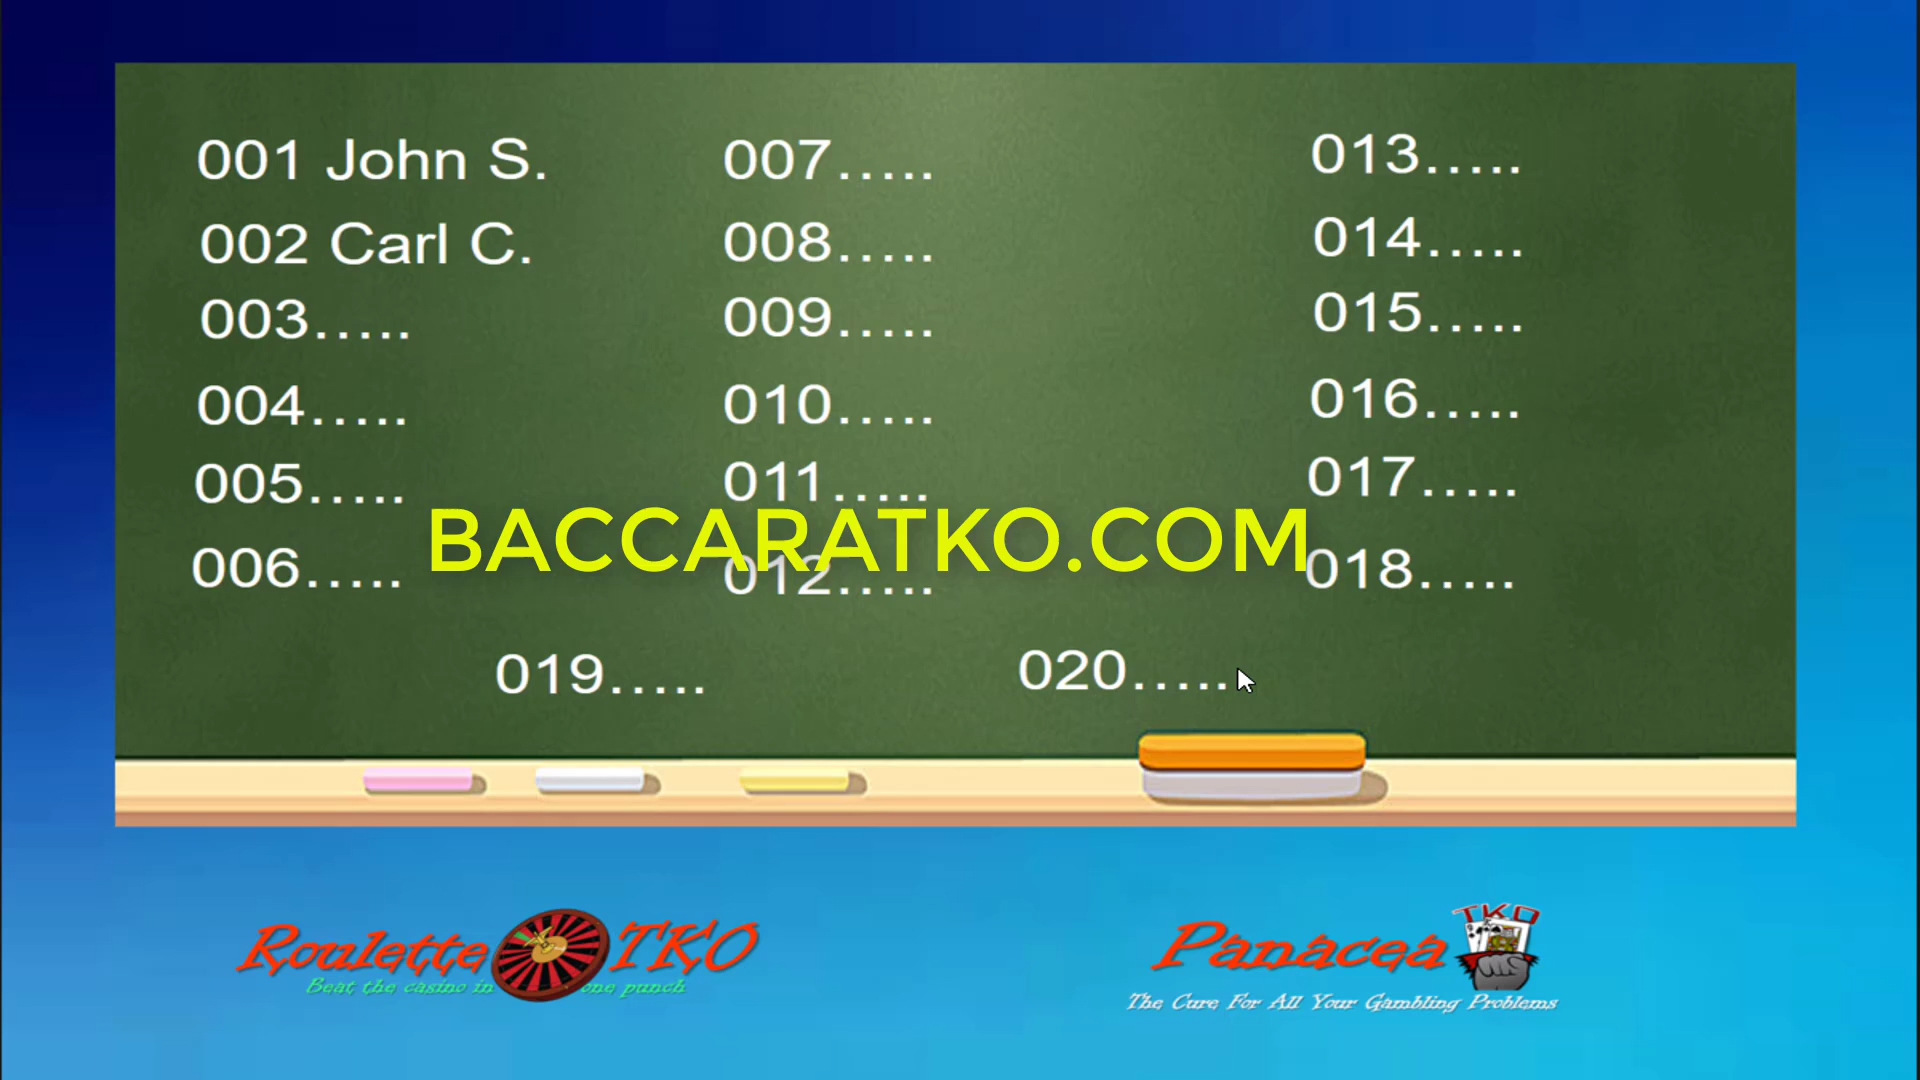 001 John S.
002 Carl C.
003.....
004.....
005.....
006.....
007.....
008.....
009.....
010.....
011.....
012.....
013.....
014.....
015.....
016.....
017.....
018.....
BACCARATKO.COM
019.....
020.....
Roulette TKO
Beat the casino in one punch
Panacea TKO
The Cure For All Your Gambling Problems